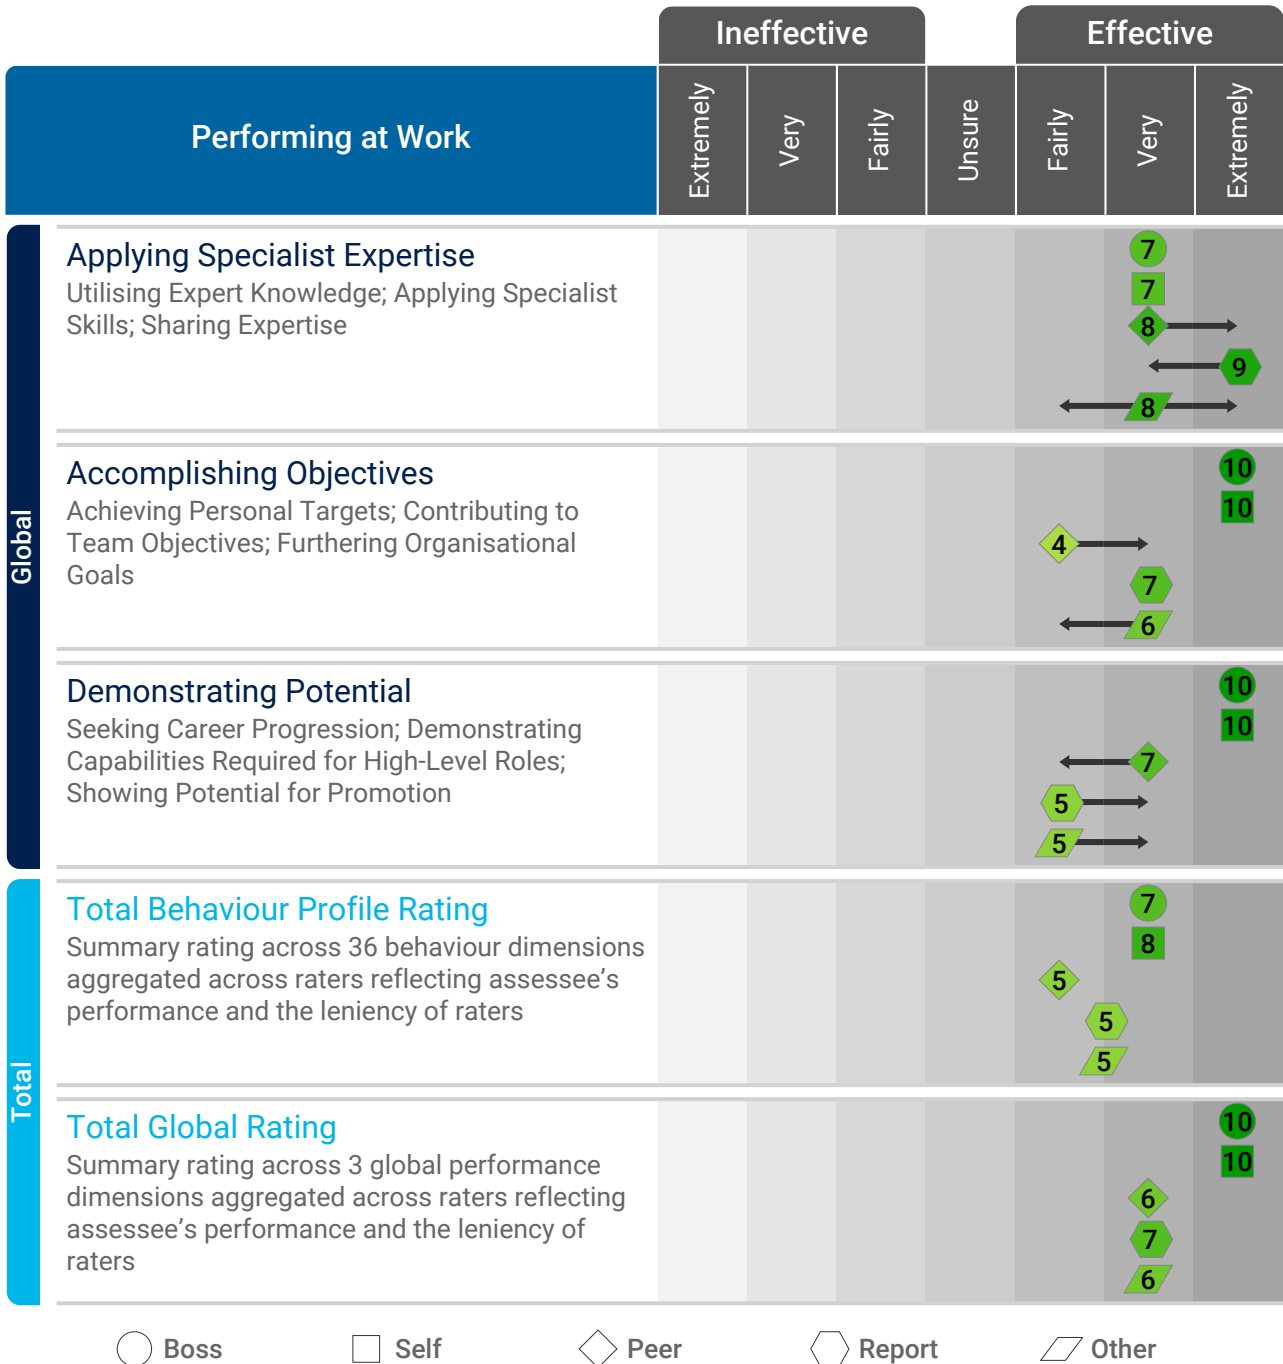 Ineffective
Effective
Performing at Work
Extremely
Very
Fairly
Unsure
Fairly
Very
Extremely
Global
Applying Specialist Expertise
Utilising Expert Knowledge; Applying Specialist
Skills; Sharing Expertise
7
7
8
9
8
Accomplishing Objectives
Achieving Personal Targets; Contributing to
Team Objectives; Furthering Organisational
Goals
10
10
4
7
6
Demonstrating Potential
Seeking Career Progression; Demonstrating
Capabilities Required for High-Level Roles;
Showing Potential for Promotion
10
10
7
5
5
Total
Total Behaviour Profile Rating
Summary rating across 36 behaviour dimensions
aggregated across raters reflecting assessee’s
performance and the leniency of raters
7
8
5
5
5
Total Global Rating
Summary rating across 3 global performance
dimensions aggregated across raters reflecting
assessee’s performance and the leniency of
raters
10
10
6
7
6
Boss
Self
Peer
Report
Other